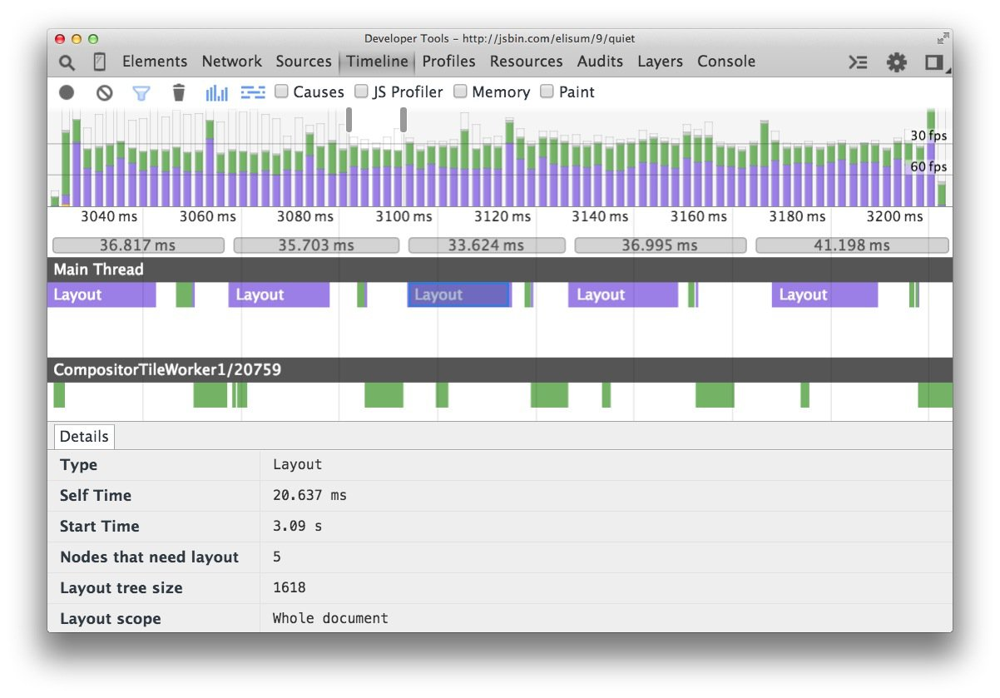 Developer Tools - http://jsbin.com/elisum/9/quiet
Elements Network Sources Timeline Profiles Resources Audits Layers Console
Causes JS Profiler Memory Paint
30 fps
60 fps
3040 ms 3060 ms 3080 ms 3100 ms 3120 ms 3140 ms 3160 ms 3180 ms 3200 ms
36.817 ms 35.703 ms 33.624 ms 36.995 ms 41.198 ms
Main Thread
Layout Layout Layout Layout Layout
CompositorTileWorker1/20759
Details
Type Layout
Self Time 20.637 ms
Start Time 3.09 s
Nodes that need layout 5
Layout tree size 1618
Layout scope Whole document